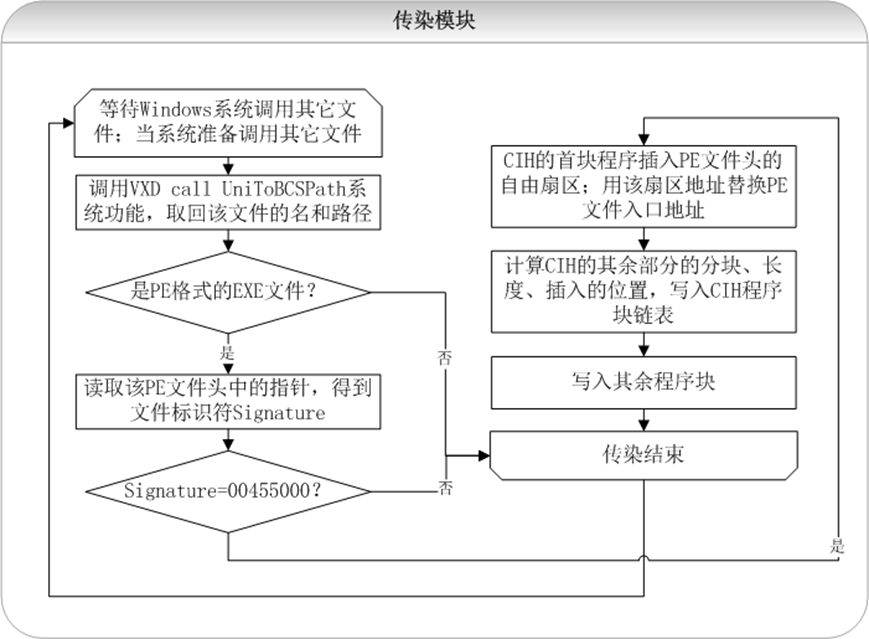 传染模块
等待Windows系统调用其它文
件；当系统准备调用其它文件
调用VXD call UniToBCSPath系
统功能，取回该文件的名和路径
是PE格式的EXE文件？
是
否
读取该PE文件头中的指针，得到
文件标识符Signature
Signature=00455000？
否
是
CIH的首块程序插入PE文件头的
自由扇区；用该扇区地址替换PE
文件入口地址
计算CIH的其余部分的分块、长
度、插入的位置，写入CIH程序
块链表
写入其余程序块
传染结束